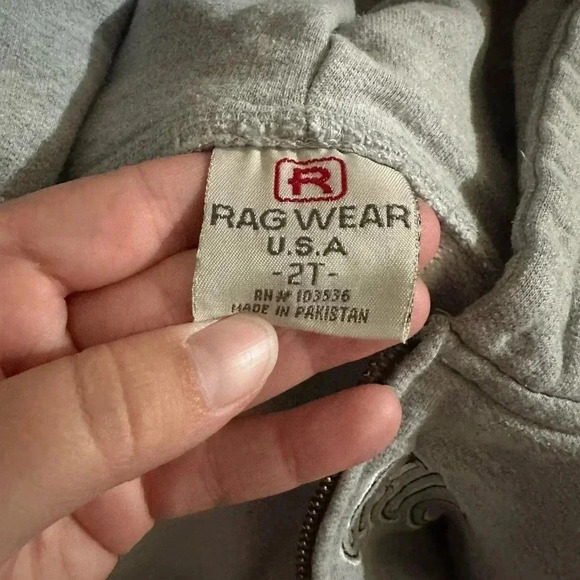 R
RAG WEAR
U.S.A
-2T-
RN# 103536
MADE IN PAKISTAN